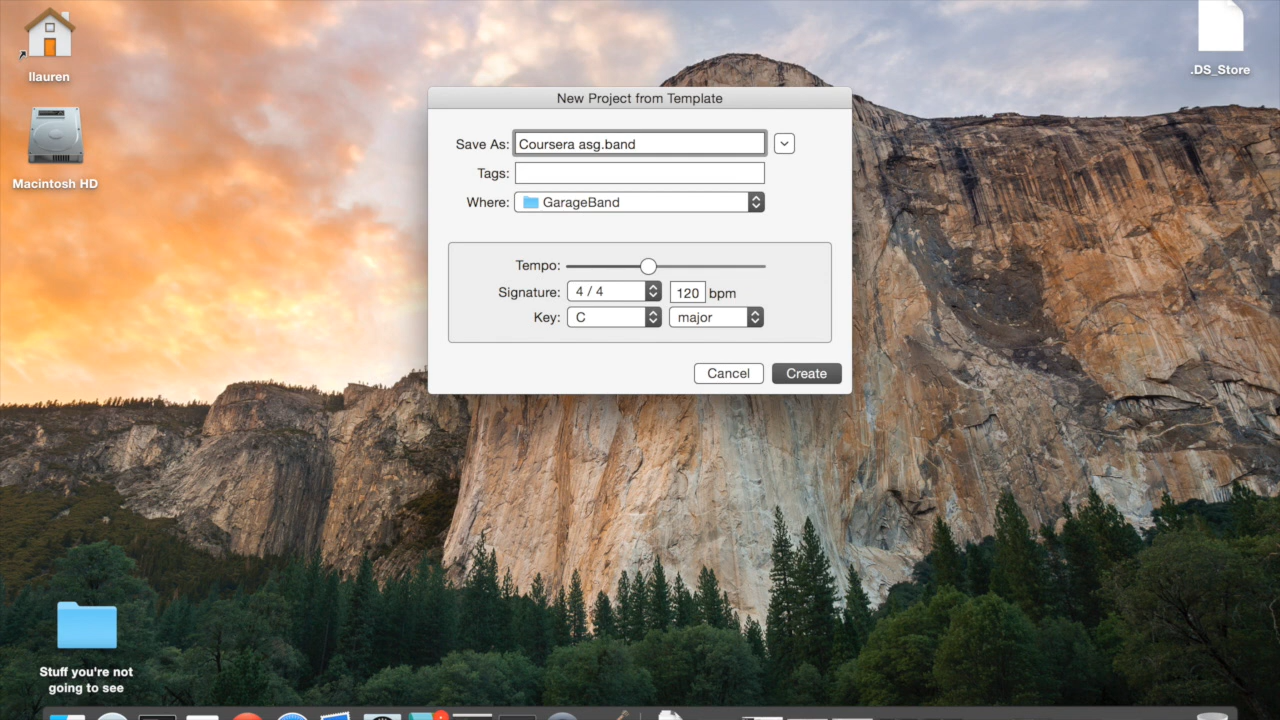 llauren
.DS_Store
Macintosh HD
New Project from Template
Save As: Coursera asg.band
Tags:
Where: GarageBand
Tempo:
Signature: 4 / 4 120 bpm
Key: C major
Cancel Create
Stuff you're not
going to see